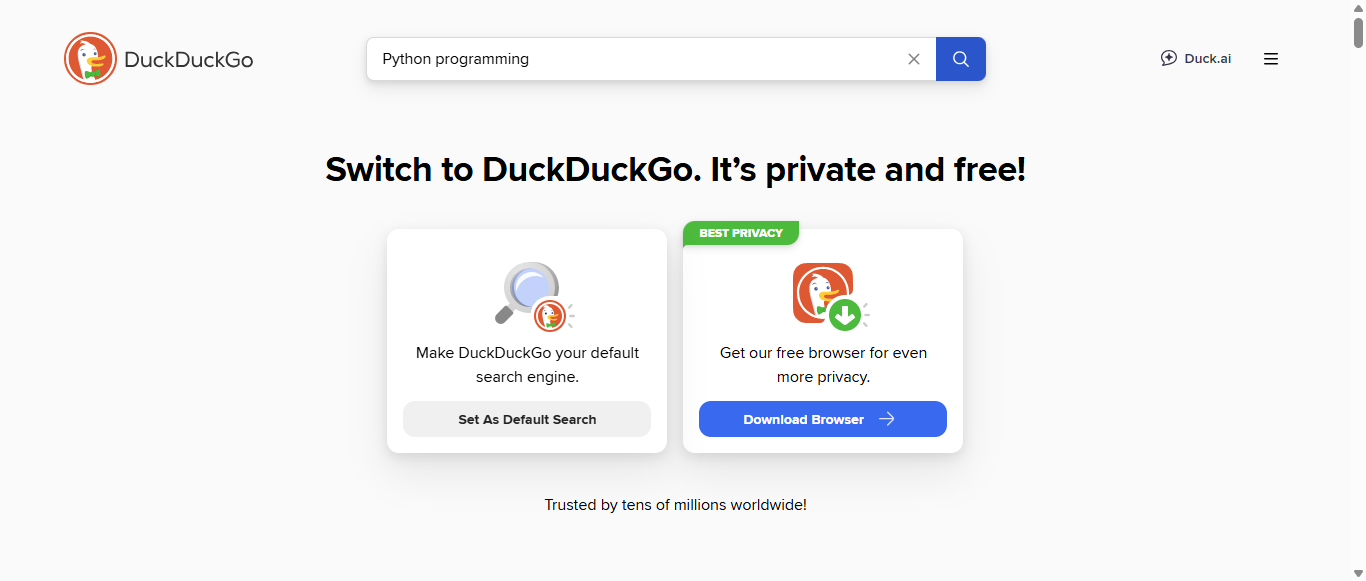 DuckDuckGo
Python programming
Duck.ai
Switch to DuckDuckGo. It’s private and free!
Make DuckDuckGo your default
search engine.
Set As Default Search
BEST PRIVACY
Get our free browser for even
more privacy.
Download Browser
Trusted by tens of millions worldwide!